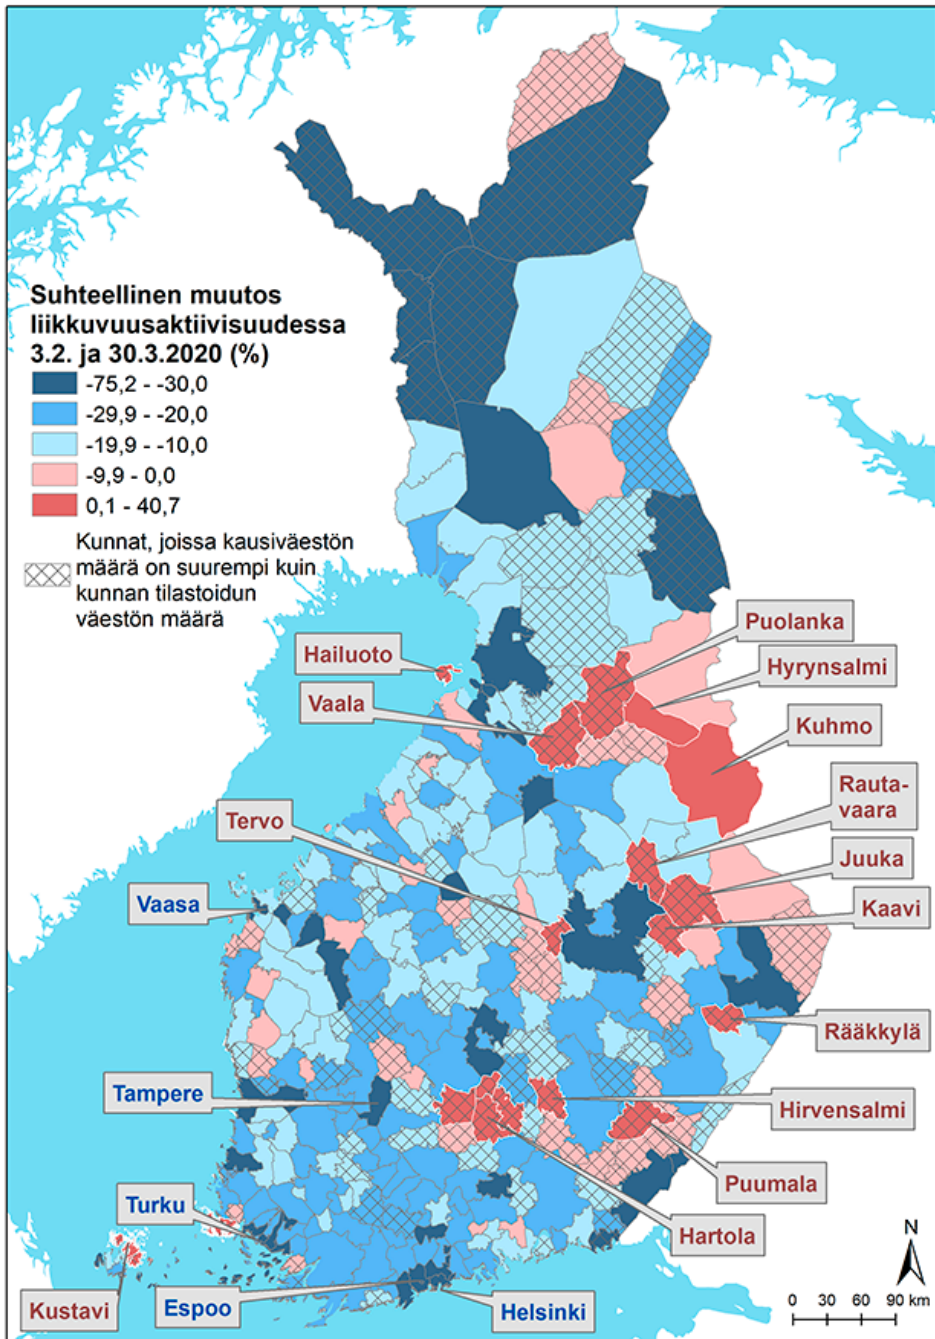 Suhteellinen muutos
liikkuvuusaktiivisuudessa
3.2. ja 30.3.2020 (%)
-75,2 - -30,0
-29,9 - -20,0
-19,9 - -10,0
-9,9 - 0,0
0,1 - 40,7
Kunnat, joissa kausiväestön
määrä on suurempi kuin
kunnan tilastoidun
väestön määrä
Puolanka
Hailuoto
Hyrynsalmi
Vaala
Kuhmo
Rauta-
vaara
Tervo
Juuka
Vaasa
Kaavi
Rääkkylä
Tampere
Hirvensalmi
Puumala
Turku
Hartola
Kustavi
Espoo
Helsinki
N
0 30 60 90 km